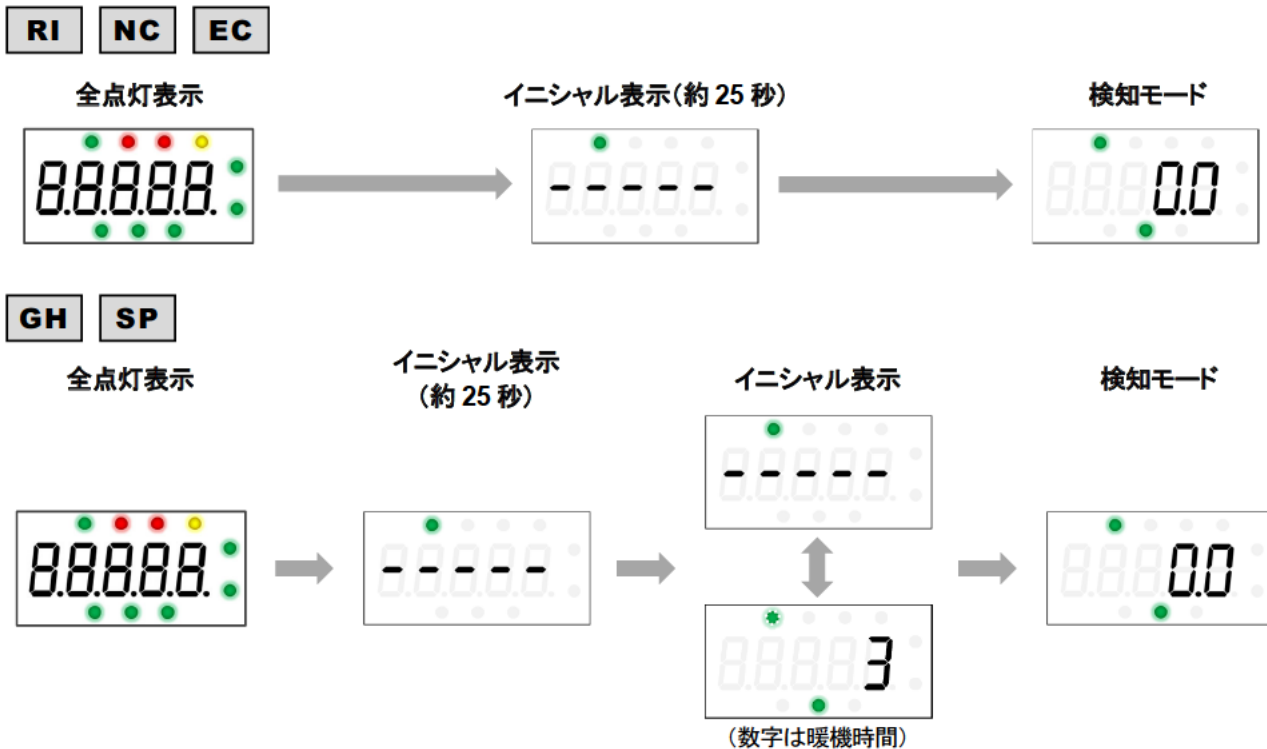 RI NC EC
全点灯表示 イニシャル表示(約 25 秒) 検知モード
8.8.8.8.8. - - - - - 0.0
GH SP
全点灯表示 イニシャル表示 イニシャル表示 検知モード
(約 25 秒)
- - - - -
8.8.8.8.8. - - - - - 0.0
3
(数字は暖機時間)